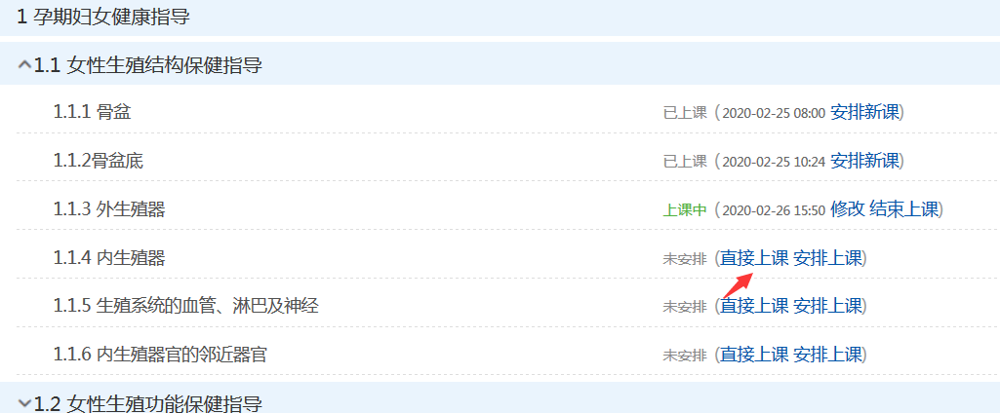 1 孕期妇女健康指导
1.1 女性生殖结构保健指导
1.1.1 骨盆 已上课 (2020-02-25 08:00 安排新课)
1.1.2骨盆底 已上课 (2020-02-25 10:24 安排新课)
1.1.3 外生殖器 上课中 (2020-02-26 15:50 修改 结束上课)
1.1.4 内生殖器 未安排 (直接上课 安排上课)
1.1.5 生殖系统的血管、淋巴及神经 未安排 (直接上课 安排上课)
1.1.6 内生殖器官的邻近器官 未安排 (直接上课 安排上课)
1.2 女性生殖功能保健指导